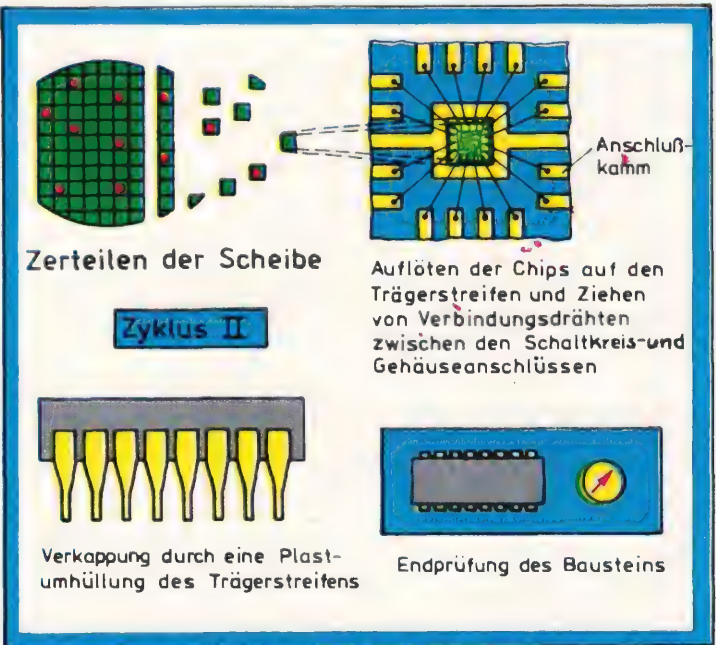 Anschluß-
kamm
Zerteilen der Scheibe
Auflöten der Chips auf den
Trägerstreifen und Ziehen
von Verbindungsdrähten
zwischen den Schaltkreis-und
Gehäuseanschlüssen
Zyklus II
Verkappung durch eine Plast-
umhüllung des Trägerstreifens
Endprüfung des Bausteins